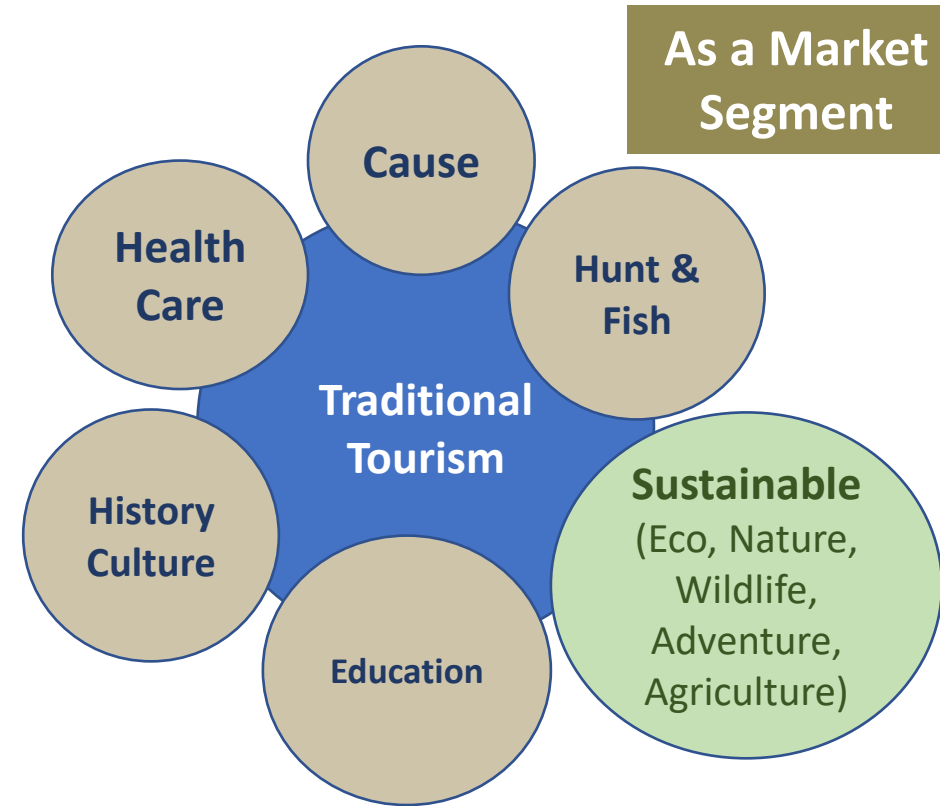 As a Market
Segment
Cause
Health
Care
Hunt &
Fish
Traditional
Tourism
History
Culture
Sustainable
(Eco, Nature,
Wildlife,
Adventure,
Agriculture)
Education